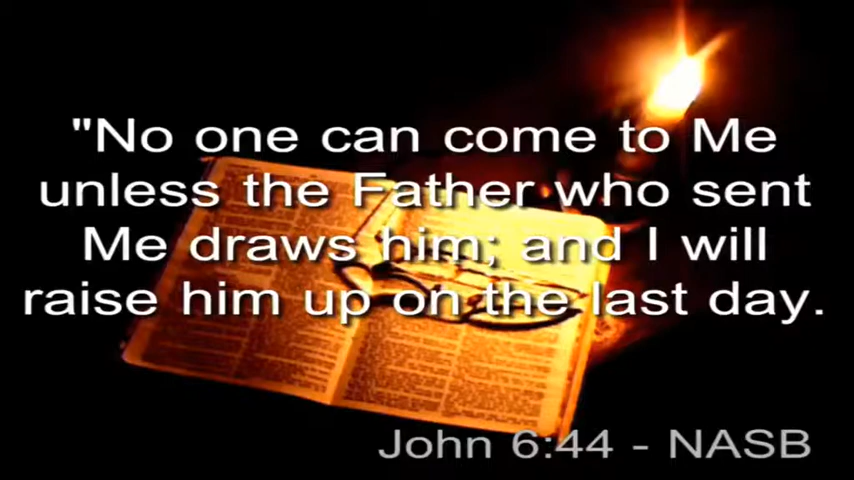 "No one can come to Me
unless the Father who sent
Me draws him; and I will
raise him up on the last day.
John 6:44 - NASB